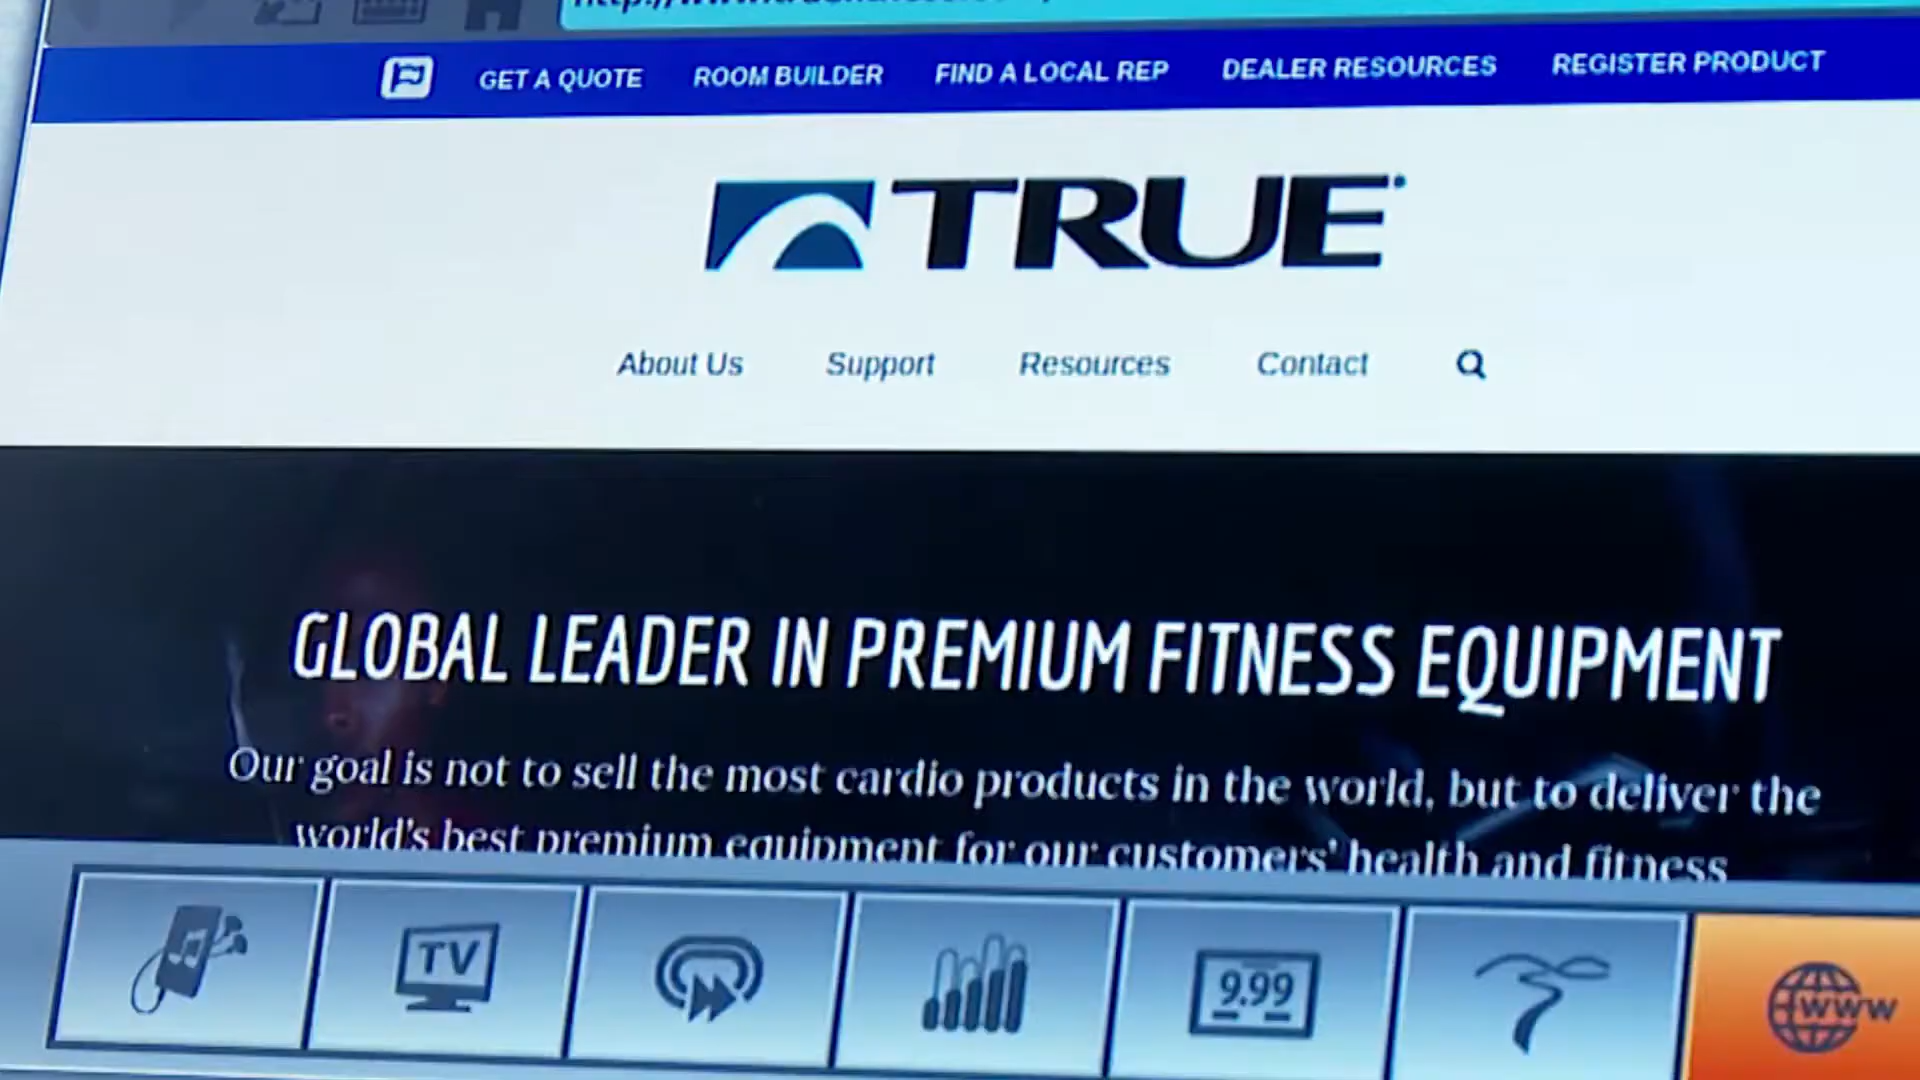 GET A QUOTE ROOM BUILDER FIND A LOCAL REP DEALER RESOURCES REGISTER PRODUCT
TRUE
About Us Support Resources Contact
GLOBAL LEADER IN PREMIUM FITNESS EQUIPMENT
Our goal is not to sell the most cardio products in the world, but to deliver the
world's best premium equipment for our customers' health and fitness
TV 9.99 www